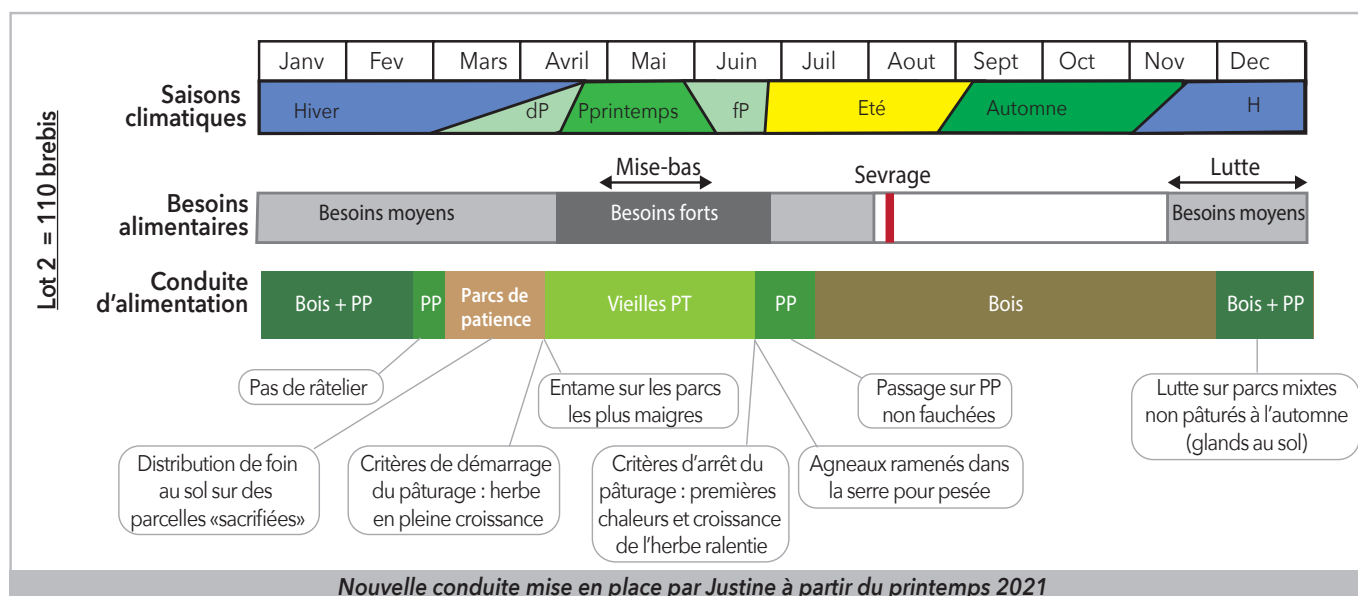 Janv Fev Mars Avril Mai Juin Juil Aout Sept Oct Nov Dec
Saisons
climatiques
Hiver dP Pprintemps fP Eté Automne H
Lot 2 = 110 brebis
Mise-bas
Sevrage
Lutte
Besoins
alimentaires
Besoins moyens Besoins forts Besoins moyens
Conduite
d'alimentation
Bois + PP PP Parcs de
patience Vieilles PT PP Bois Bois + PP
Pas de râtelier
Entame sur les parcs
les plus maigres
Passage sur PP
non fauchées
Lutte sur parcs mixtes
non pâturés à l'automne
(glands au sol)
Distribution de foin
au sol sur des
parcelles «sacrifiées»
Critères de démarrage
du pâturage : herbe
en pleine croissance
Critères d'arrêt du
pâturage : premières
chaleurs et croissance
de l'herbe ralentie
Agneaux ramenés dans
la serre pour pesée
Nouvelle conduite mise en place par Justine à partir du printemps 2021